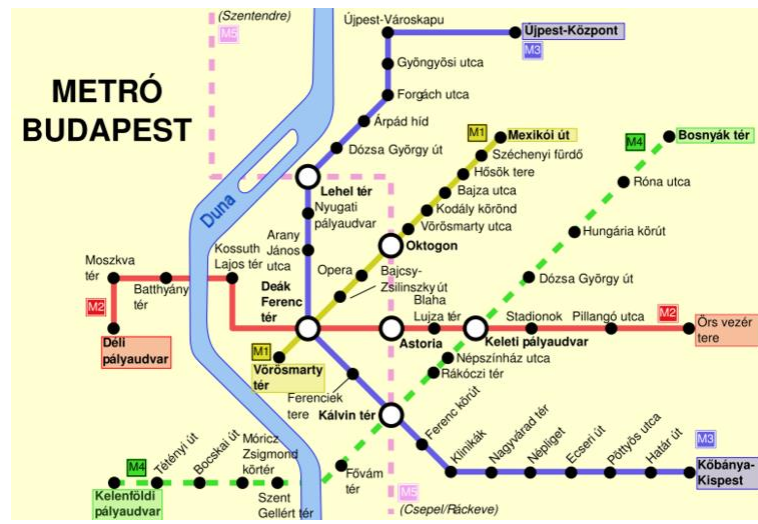 (Szentendre)
M5
Újpest-Városkapu
Újpest-Központ
M3
Gyöngyösi utca
METRÓ
BUDAPEST
Forgách utca
Árpád híd
M1
Mexikói út
M4
Bosnyák tér
Dózsa György út
Széchenyi fürdő
Hősök tere
Róna utca
Lehel tér
Bajza utca
Nyugati
pályaudvar
Kodály körönd
Duna
Vörösmarty utca
Hungária körút
Arany
János
utca
Kossuth
Lajos tér
Oktogon
Moszkva
tér
Batthyány
tér
Opera
Bajcsy-
Zsilinszky út
Dózsa György út
Deák
Ferenc
tér
Blaha
Lujza tér
M2
Stadionok
Pillangó utca
M2
Örs vezér
tere
Déli
pályaudvar
Astoria
Keleti pályaudvar
M1
Vörösmarty
tér
Népszínház utca
Rákóczi tér
Ferenciek
tere
Kálvin tér
Ferenc körút
Klinikák
Nagyvárad tér
Népliget
Ecseri út
Pöttyös utca
Határ út
M3
Kőbánya-
Kispest
M4
Tétényi út
Bocskai út
Móricz
Zsigmond
körtér
Fővám
tér
Kelenföldi
pályaudvar
Szent
Gellért tér
M5
(Csepel/Ráckeve)